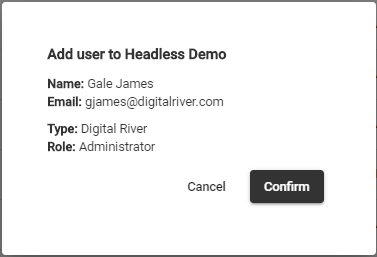 Add user to Headless Demo
Name: Gale James
Email: gjames@digitalriver.com
Type: Digital River
Role: Administrator
Cancel Confirm